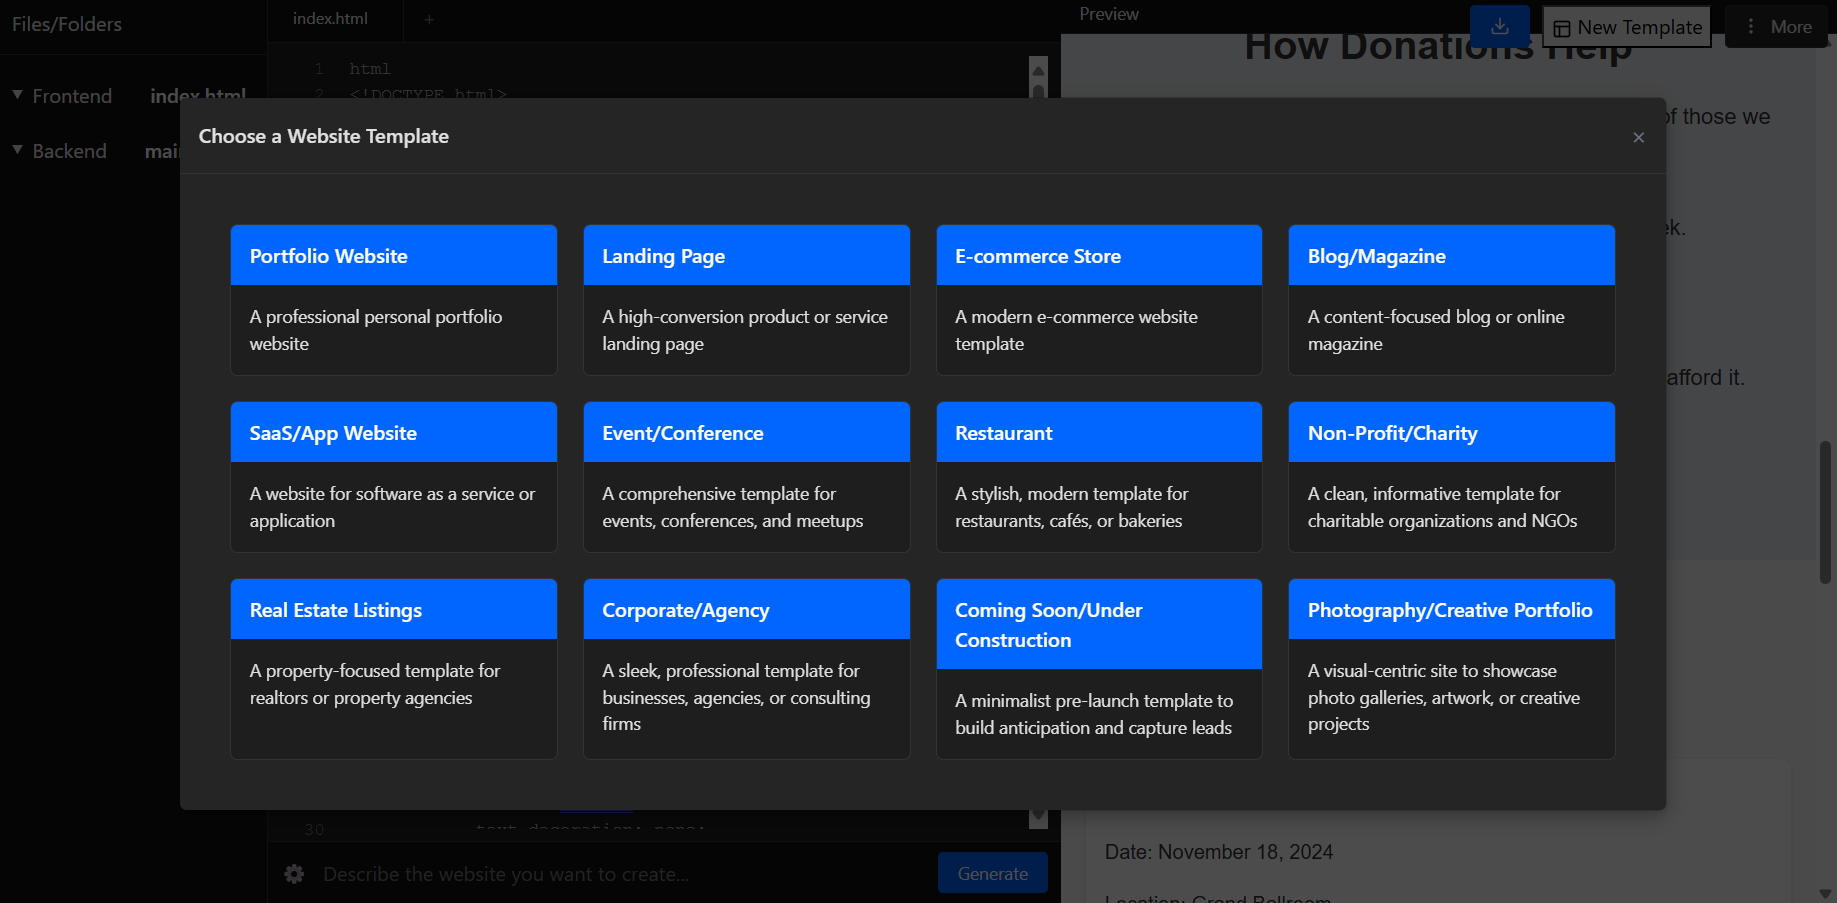 Files/Folders
index.html
+
Preview
New Template
More
How Donations Help
1 html
2 <!DOCTYPE html>
Frontend index.html
Backend
of those we
Choose a Website Template
×
Portfolio Website
A professional personal portfolio
website
Landing Page
A high-conversion product or service
landing page
E-commerce Store
A modern e-commerce website
template
Blog/Magazine
A content-focused blog or online
magazine
afford it.
SaaS/App Website
A website for software as a service or
application
Event/Conference
A comprehensive template for
events, conferences, and meetups
Restaurant
A stylish, modern template for
restaurants, cafés, or bakeries
Non-Profit/Charity
A clean, informative template for
charitable organizations and NGOs
Real Estate Listings
A property-focused template for
realtors or property agencies
Corporate/Agency
A sleek, professional template for
businesses, agencies, or consulting
firms
Coming Soon/Under
Construction
A minimalist pre-launch template to
build anticipation and capture leads
Photography/Creative Portfolio
A visual-centric site to showcase
photo galleries, artwork, or creative
projects
30 text-decoration: none;
Describe the website you want to create...
Generate
Date: November 18, 2024
Location: Grand Ballroom